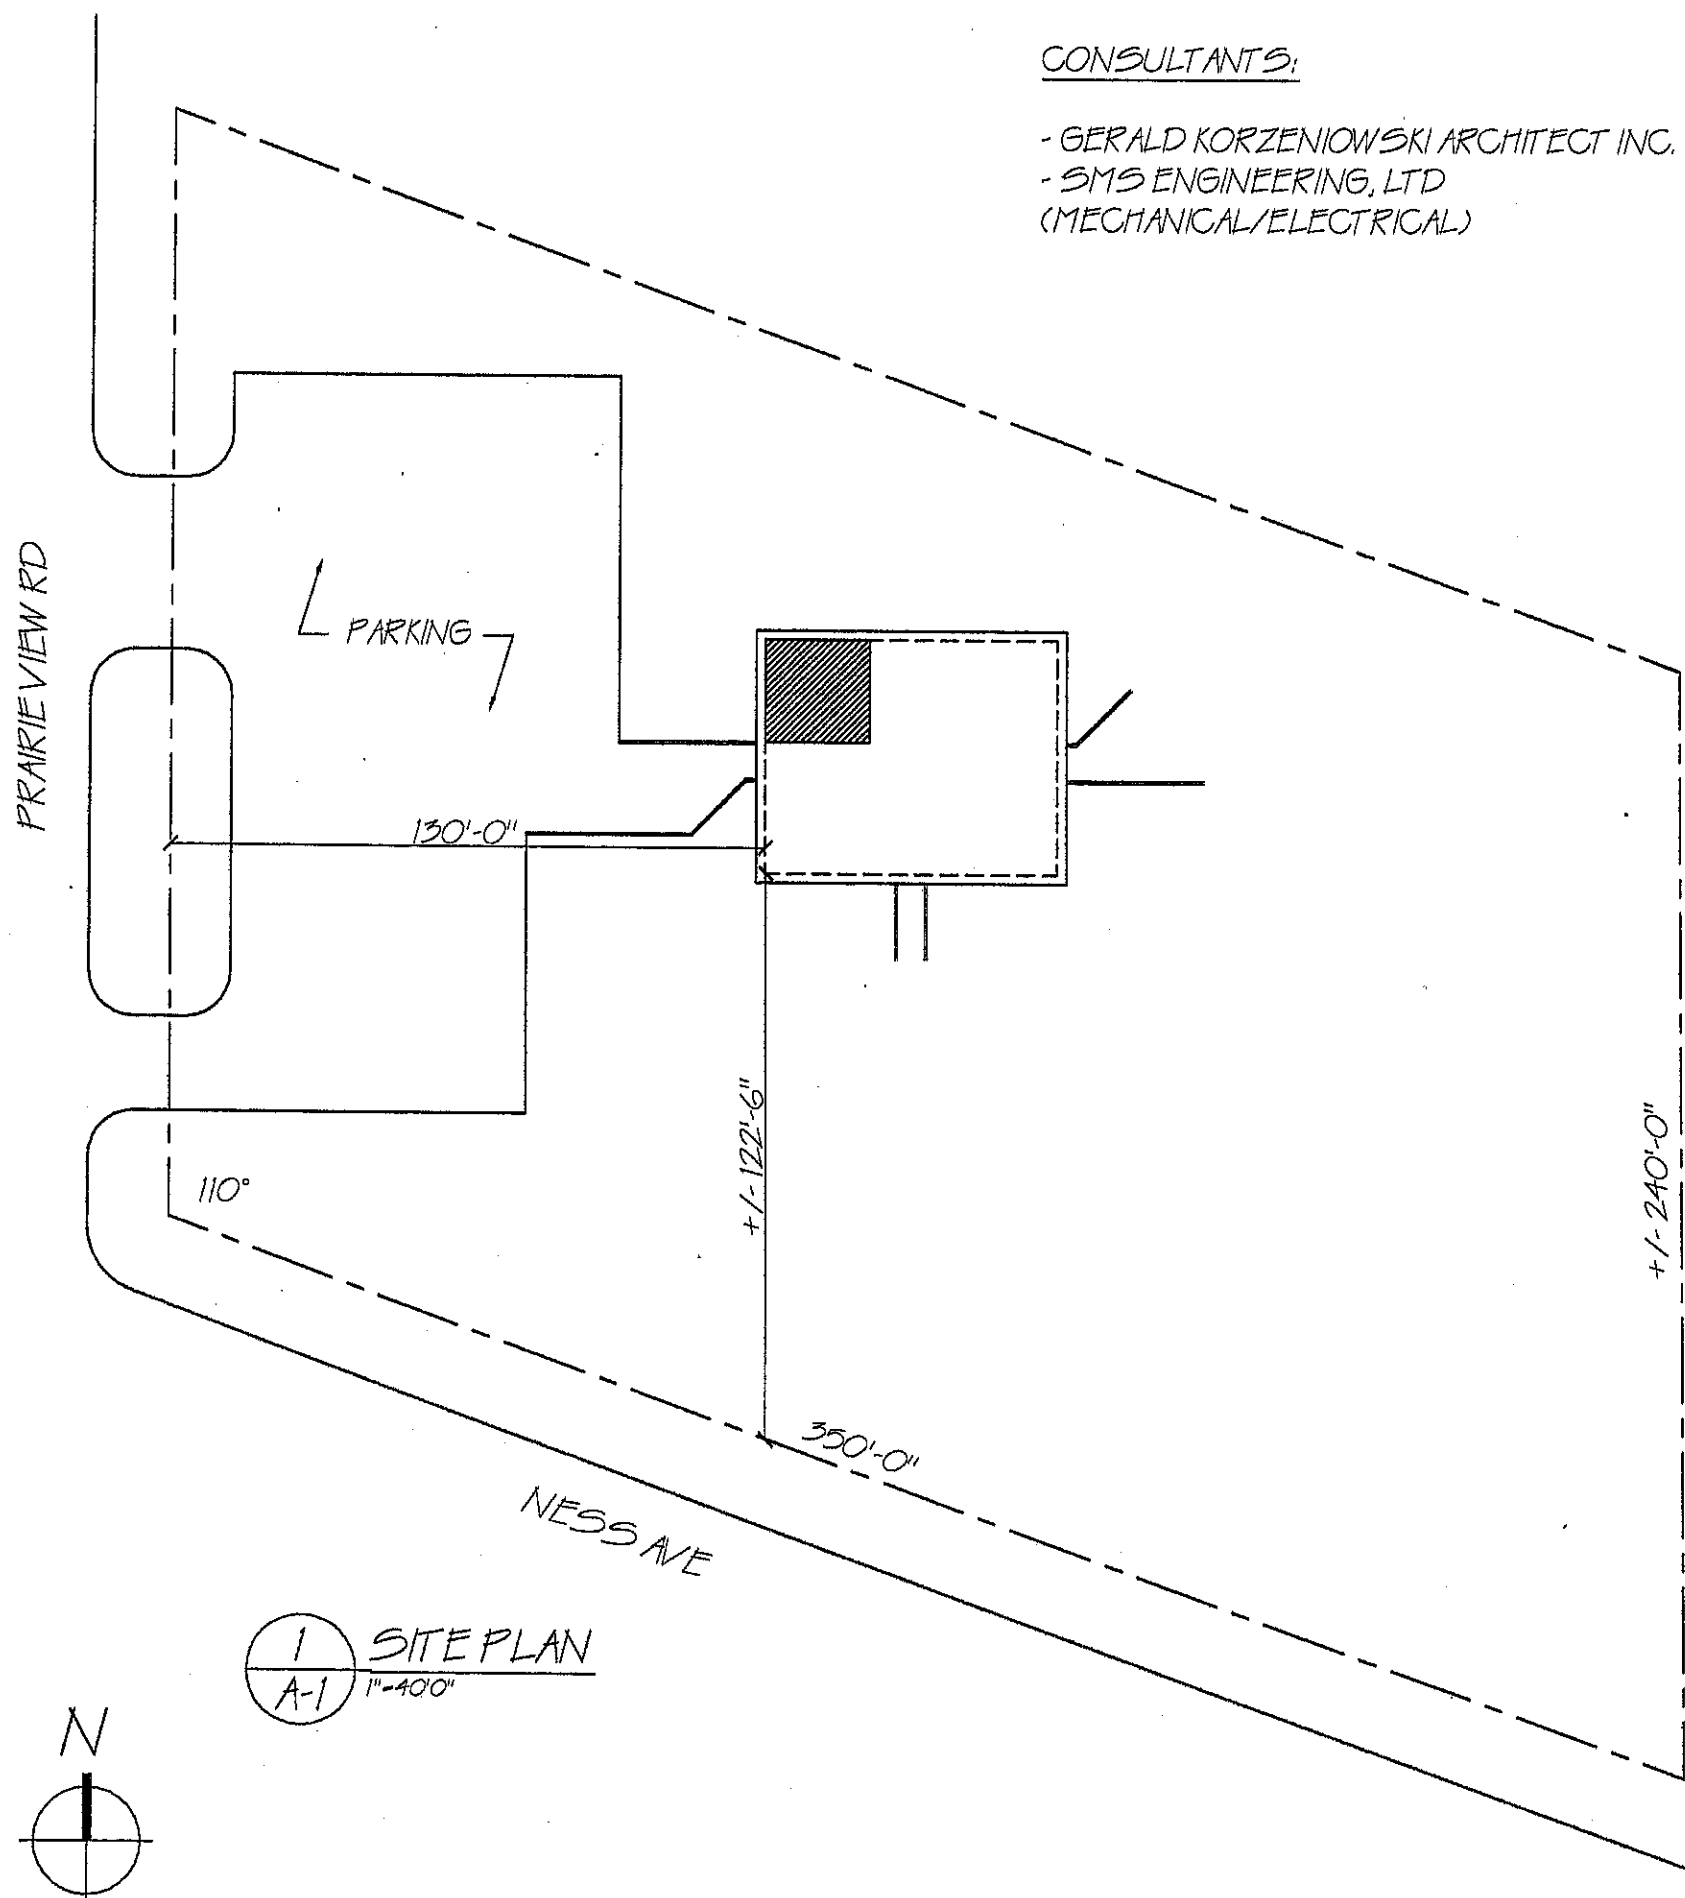 CONSULTANTS:
- GERALD KORZENIOWSKI ARCHITECT INC.
- SMS ENGINEERING, LTD
(MECHANICAL/ELECTRICAL)
PRAIRIEVIEW RD
PARKING
130'-0"
+/- 122'-6"
+/- 240'-0"
110°
350'-0"
NESS AVE
1
A-1
SITE PLAN
1"-40'0"
N